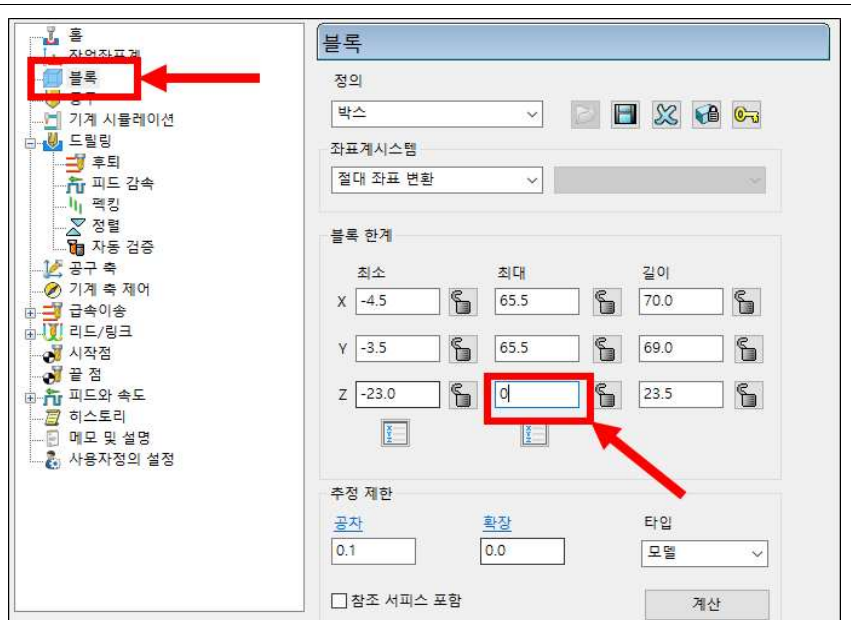 홈
작업좌표계
블록
공구
기계 시뮬레이션
드릴링
후퇴
피드 감속
펙킹
정렬
자동 검증
공구 축
기계 축 제어
급속이송
리드/링크
시작점
끝 점
피드와 속도
히스토리
메모 및 설명
사용자정의 설정
블록
정의
박스
좌표계시스템
절대 좌표 변환
블록 한계
최소 최대 길이
X -4.5 65.5 70.0
Y -3.5 65.5 69.0
Z -23.0 0 23.5
추정 제한
공차 확장 타입
0.1 0.0 모델
참조 서피스 포함 계산